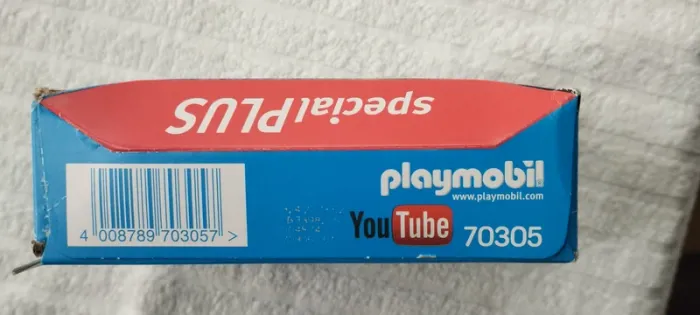 specialPLUS
playmobil
www.playmobil.com
YouTube
70305
4 008789 703057 >